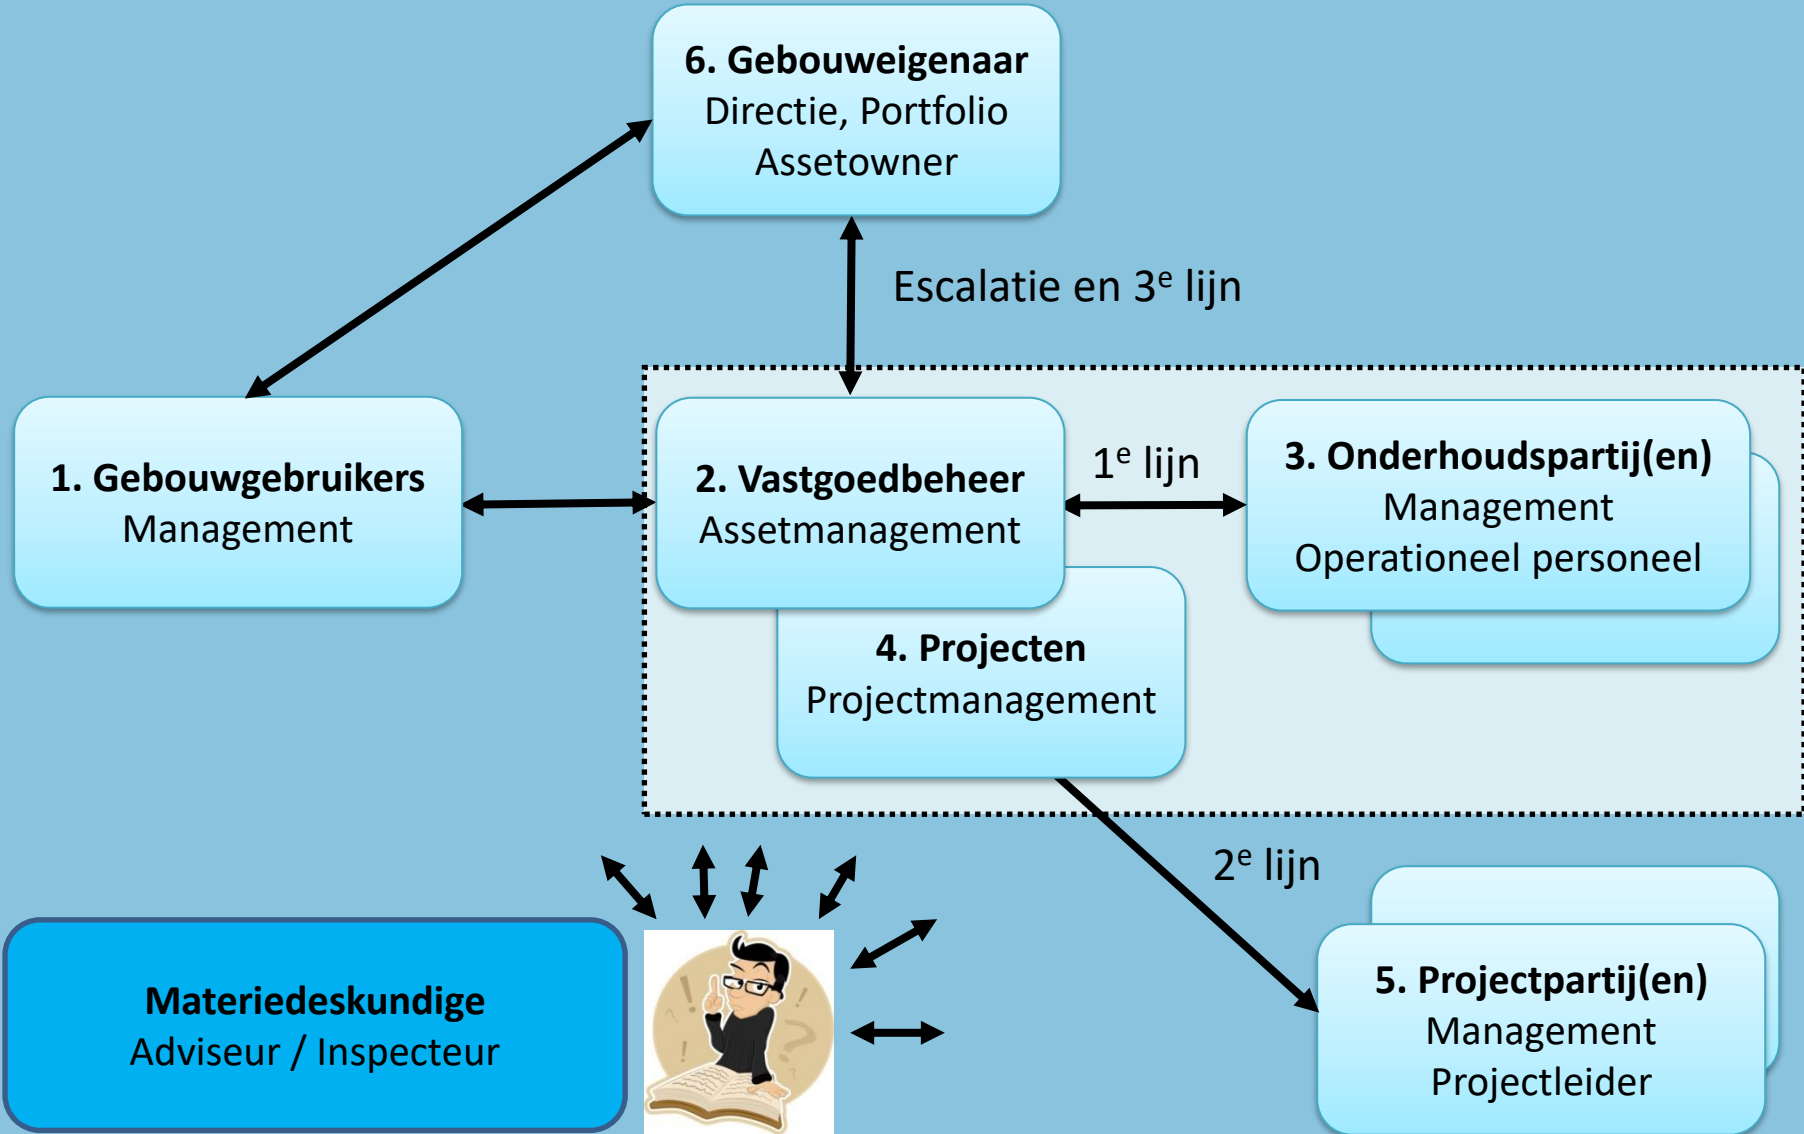 6. Gebouweigenaar
Directie, Portfolio
Assetowner
Escalatie en 3e lijn
1. Gebouwgebruikers
Management
2. Vastgoedbeheer
Assetmanagement
1e lijn
3. Onderhoudspartij(en)
Management
Operationeel personeel
4. Projecten
Projectmanagement
2e lijn
5. Projectpartij(en)
Management
Projectleider
Materiedeskundige
Adviseur / Inspecteur